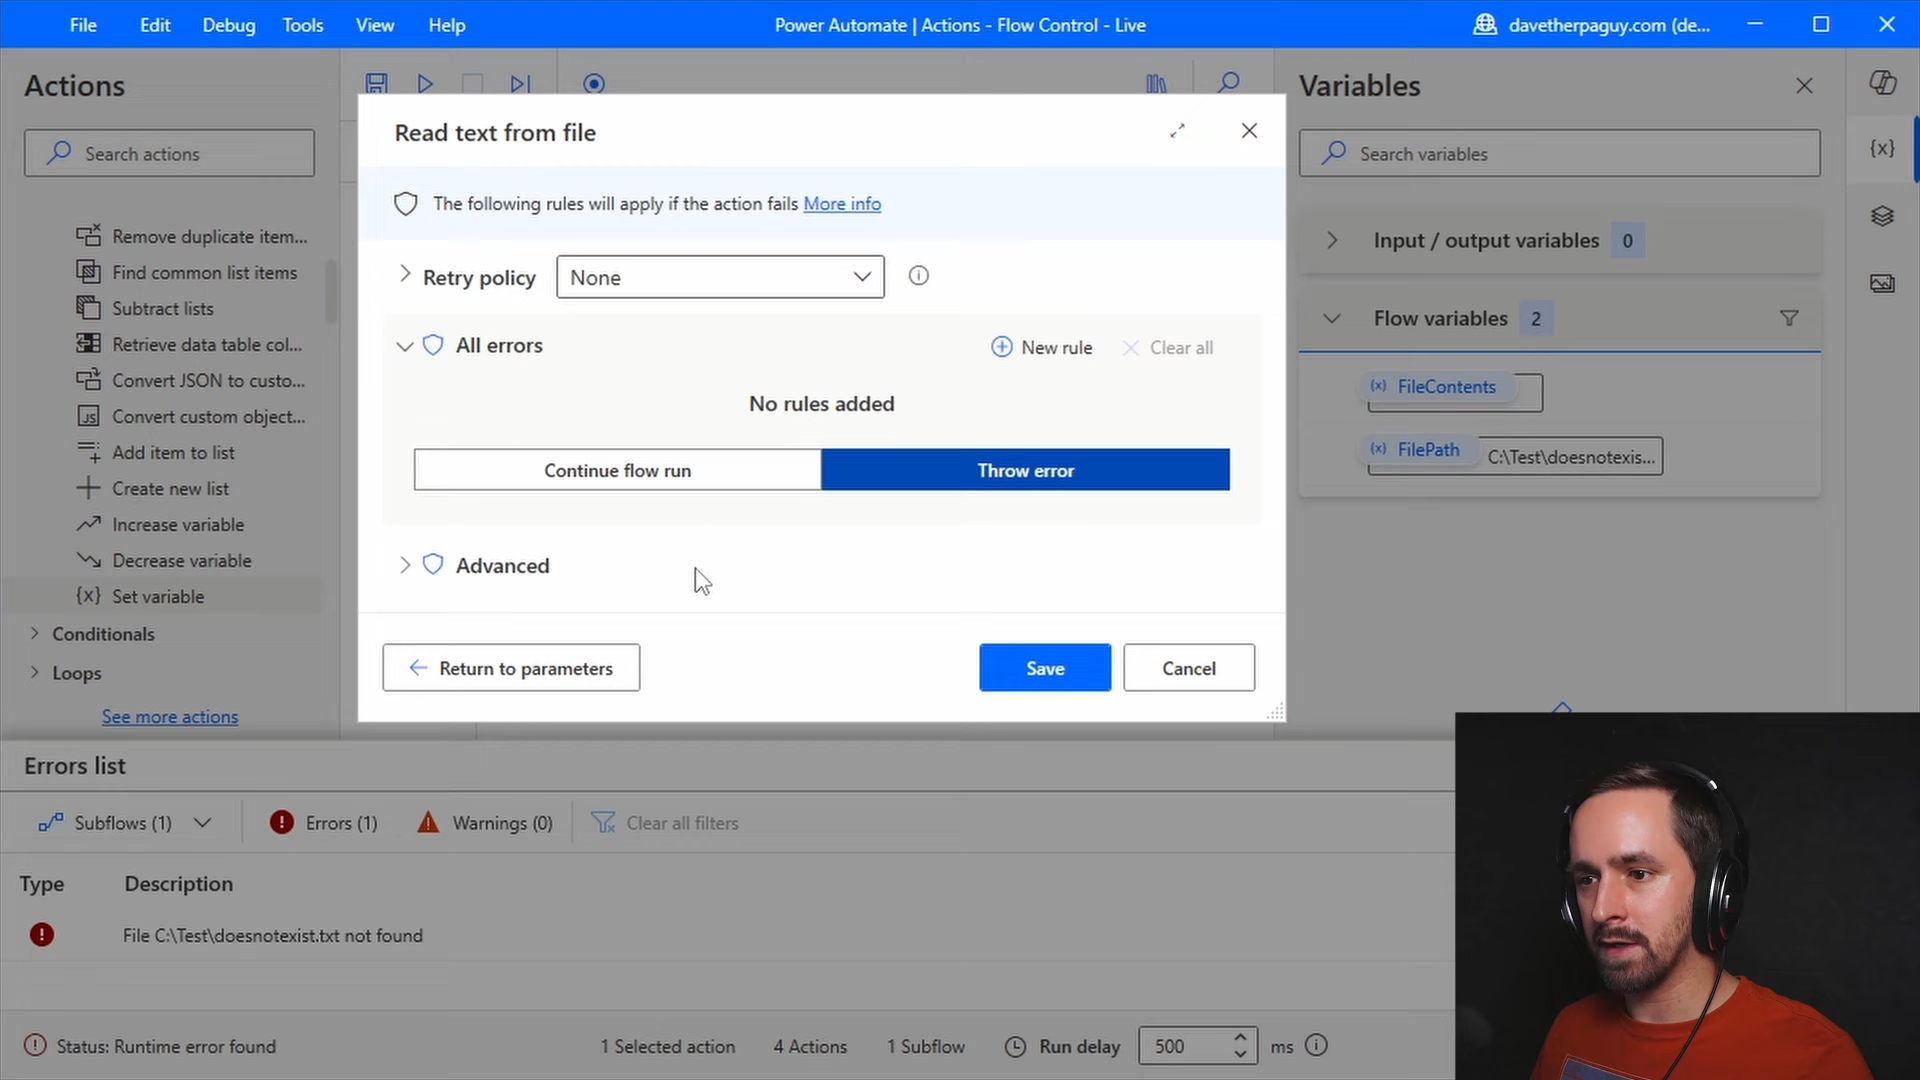 File Edit Debug Tools View Help
Power Automate | Actions - Flow Control - Live
davetherpaguy.com (de...
Actions
Search actions
Remove duplicate item...
Find common list items
Subtract lists
Retrieve data table col...
Convert JSON to custo...
Convert custom object...
Add item to list
Create new list
Increase variable
Decrease variable
{x} Set variable
Conditionals
Loops
See more actions
Read text from file
The following rules will apply if the action fails More info
Retry policy
None
All errors
New rule
Clear all
No rules added
Continue flow run
Throw error
Advanced
Return to parameters
Save
Cancel
Variables
Search variables
Input / output variables 0
Flow variables 2
(x) FileContents
(x) FilePath C:\Test\doesnotexis...
{x}
Errors list
Subflows (1)
Errors (1)
Warnings (0)
Clear all filters
Type Description
File C:\Test\doesnotexist.txt not found
Status: Runtime error found
1 Selected action
4 Actions
1 Subflow
Run delay
500
ms